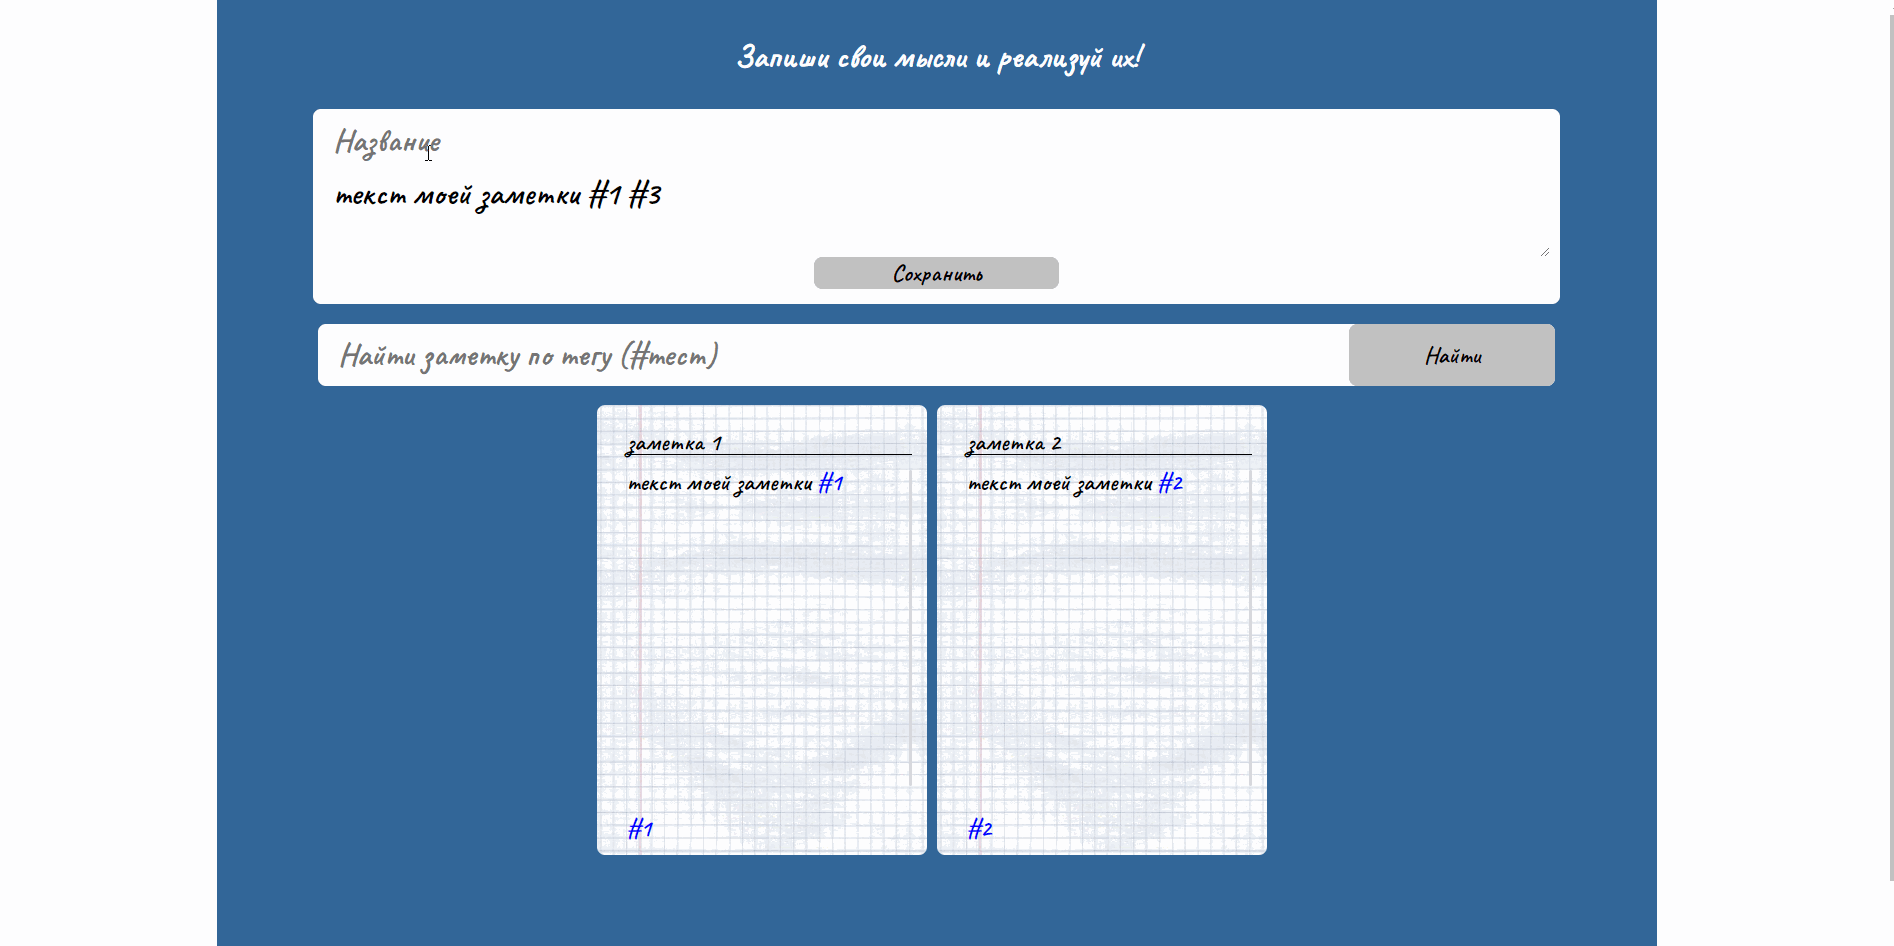 Запиши свои мысли и реализуй их!
Название
текст моей заметки #1 #3
Сохранить
Найти заметку по тегу (#тест)
Найти
заметка 1
текст моей заметки #1
#1
заметка 2
текст моей заметки #2
#2